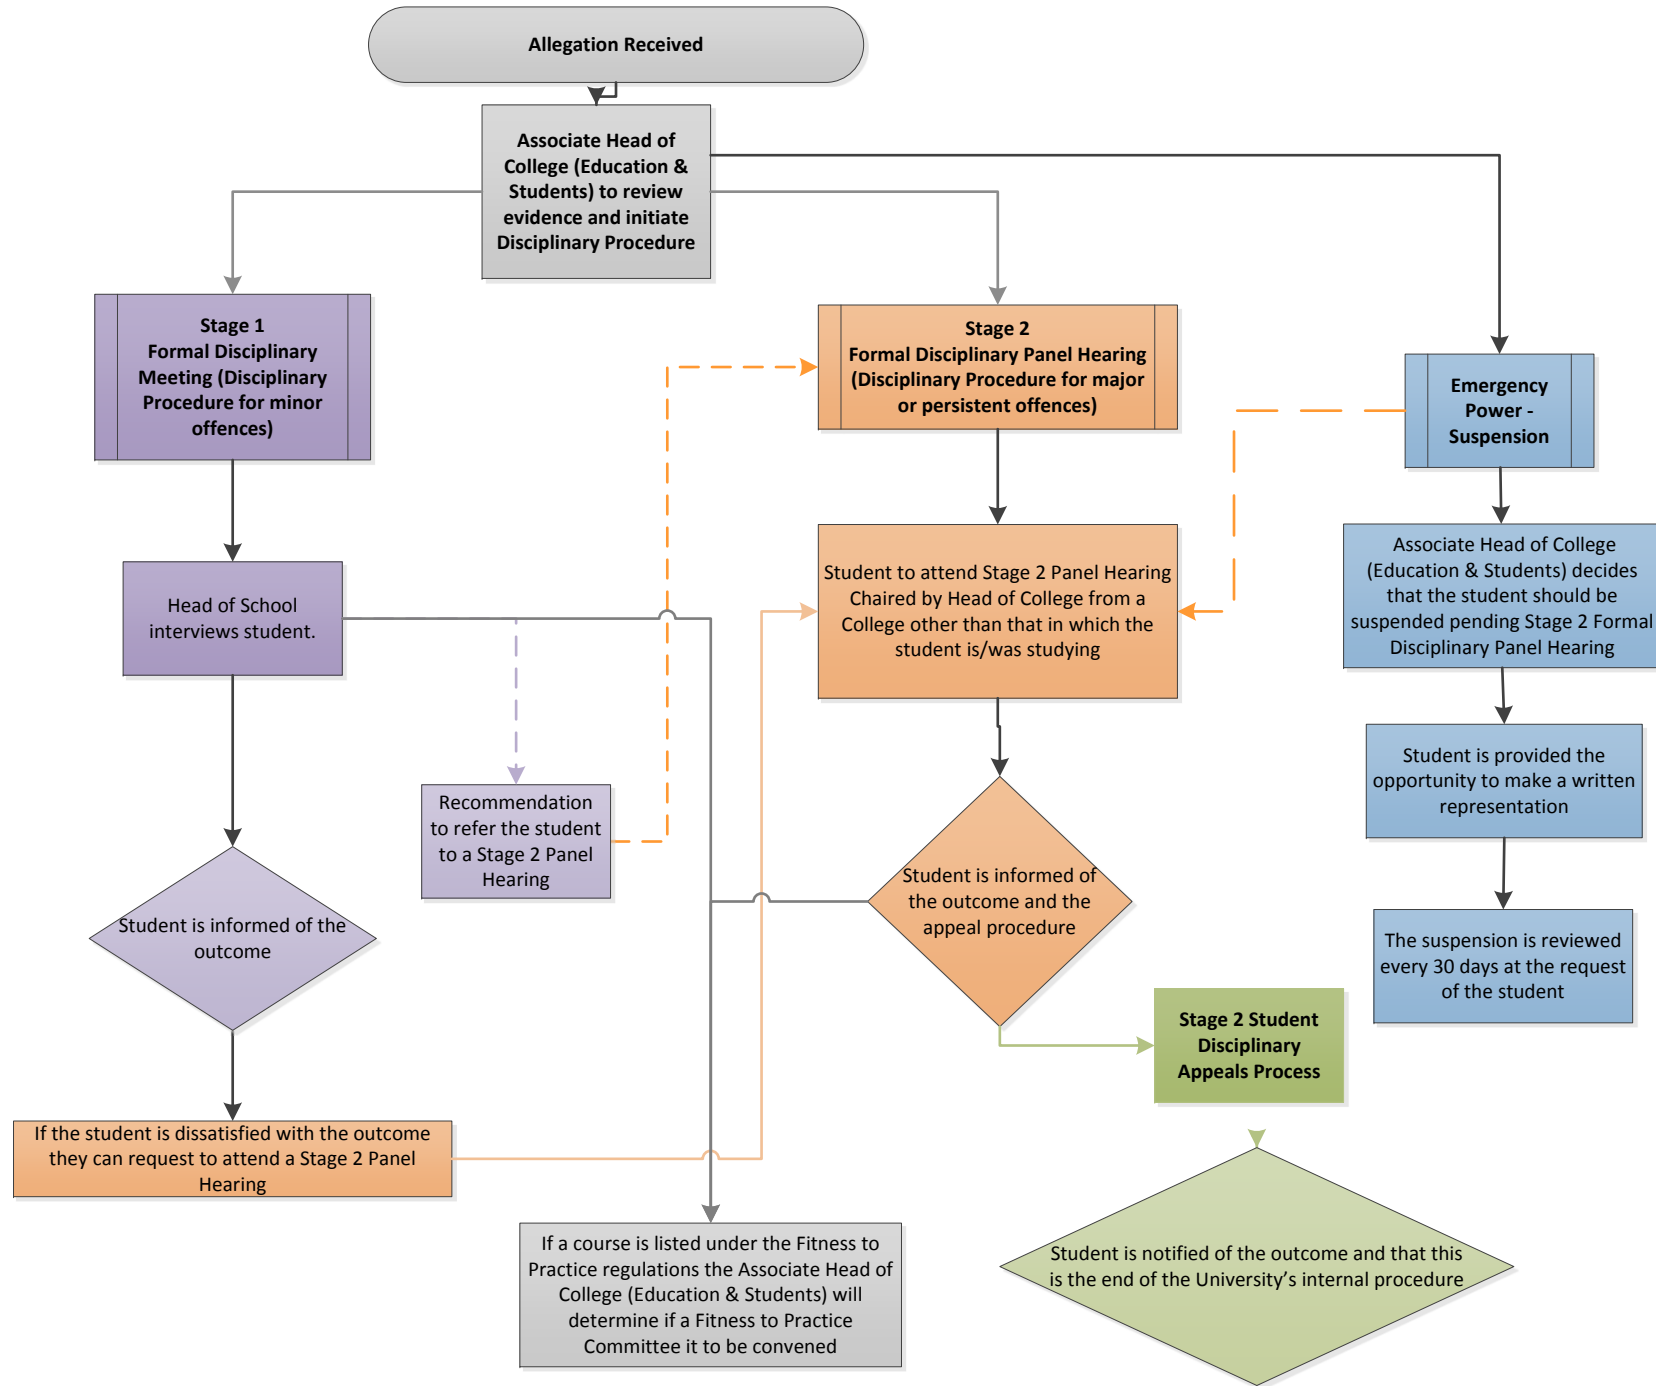 Allegation Received
Associate Head of
College (Education &
Students) to review
evidence and initiate
Disciplinary Procedure
Stage 1
Formal Disciplinary
Meeting (Disciplinary
Procedure for minor
offences)
Stage 2
Formal Disciplinary Panel Hearing
(Disciplinary Procedure for major
or persistent offences)
Emergency
Power -
Suspension
Head of School
interviews student.
Student to attend Stage 2 Panel Hearing
Chaired by Head of College from a
College other than that in which the
student is/was studying
Associate Head of College
(Education & Students) decides
that the student should be
suspended pending Stage 2 Formal
Disciplinary Panel Hearing
Student is provided the
opportunity to make a written
representation
Recommendation
to refer the student
to a Stage 2 Panel
Hearing
Student is informed of the
outcome
Student is informed of
the outcome and the
appeal procedure
The suspension is reviewed
every 30 days at the request
of the student
Stage 2 Student
Disciplinary
Appeals Process
If the student is dissatisfied with the outcome
they can request to attend a Stage 2 Panel
Hearing
If a course is listed under the Fitness to
Practice regulations the Associate Head of
College (Education & Students) will
determine if a Fitness to Practice
Committee it to be convened
Student is notified of the outcome and that this
is the end of the University’s internal procedure